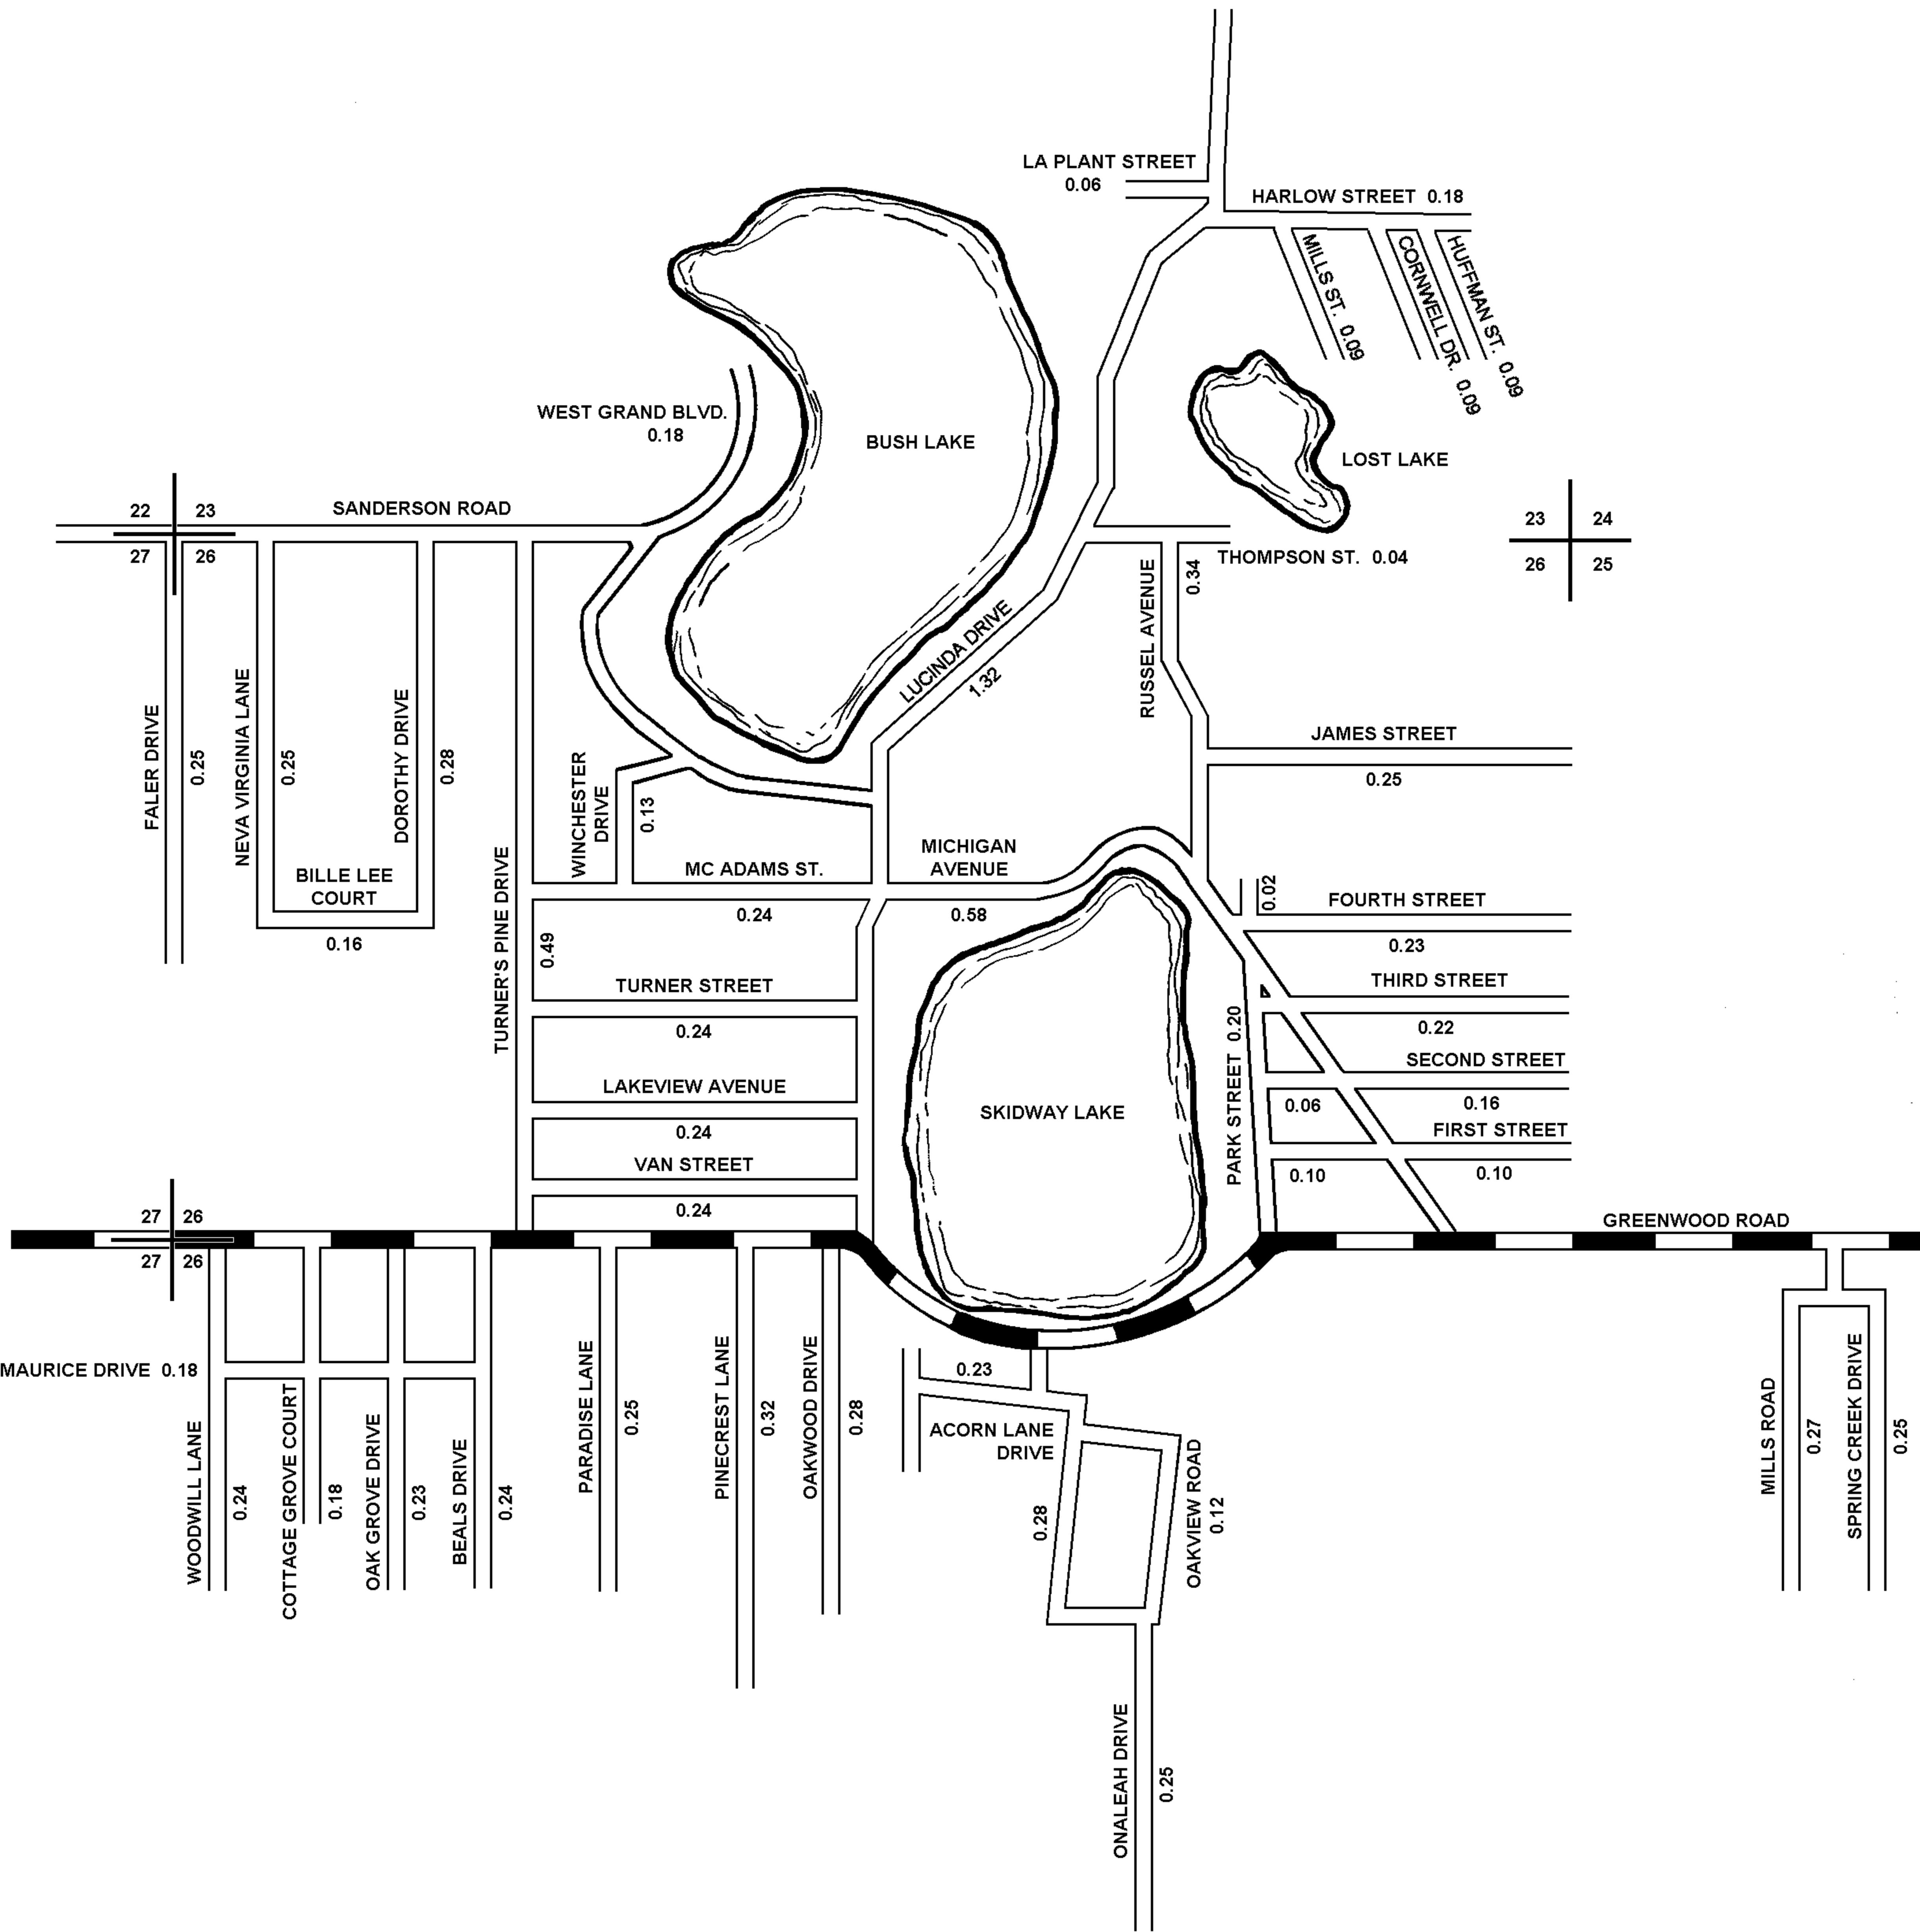 LA PLANT STREET
0.06
HARLOW STREET 0.18
MILLS ST. 0.09
CORNWELL DR. 0.09
HUFFMAN ST. 0.09
WEST GRAND BLVD.
0.18
BUSH LAKE
LOST LAKE
SANDERSON ROAD
22 23
27 26
23 24
26 25
THOMPSON ST. 0.04
RUSSEL AVENUE
0.34
LUCINDA DRIVE
1.32
FALER DRIVE
0.25
NEVA VIRGINIA LANE
0.25
DOROTHY DRIVE
0.28
BILLE LEE
COURT
0.16
TURNER'S PINE DRIVE
0.49
WINCHESTER
DRIVE
0.13
JAMES STREET
0.25
MC ADAMS ST.
0.24
MICHIGAN
AVENUE
0.58
0.02
FOURTH STREET
0.23
TURNER STREET
0.24
THIRD STREET
0.22
LAKEVIEW AVENUE
0.24
SKIDWAY LAKE
PARK STREET 0.20
SECOND STREET
0.06
0.16
VAN STREET
0.24
FIRST STREET
0.10
0.10
GREENWOOD ROAD
27 26
27 26
MAURICE DRIVE 0.18
WOODWILL LANE
0.24
COTTAGE GROVE COURT
0.18
OAK GROVE DRIVE
0.23
BEALS DRIVE
0.24
PARADISE LANE
0.25
PINECREST LANE
0.32
OAKWOOD DRIVE
0.28
0.23
ACORN LANE
DRIVE
0.28
OAKVIEW ROAD
0.12
MILLS ROAD
0.27
SPRING CREEK DRIVE
0.25
ONALEAH DRIVE
0.25